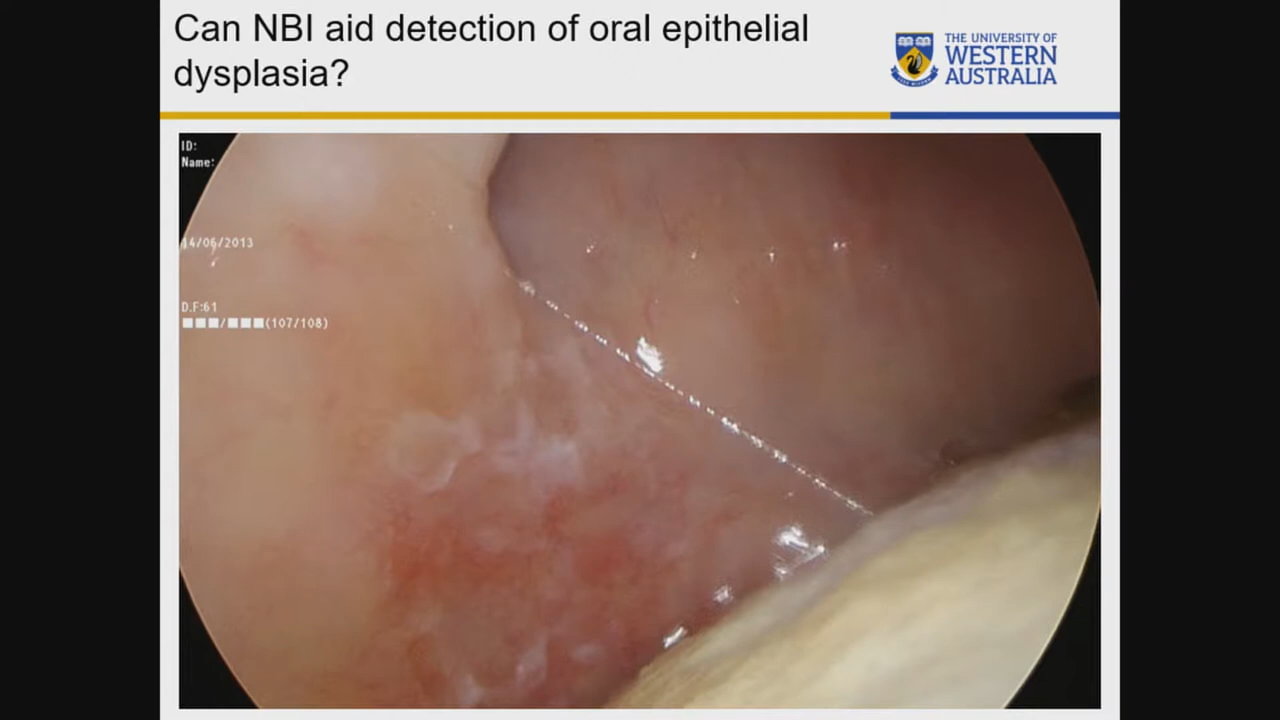 Can NBI aid detection of oral epithelial
dysplasia?
THE UNIVERSITY OF
WESTERN
AUSTRALIA
ID:
Name:
14/06/2013
D.F:61
■■■/■■■(107/108)